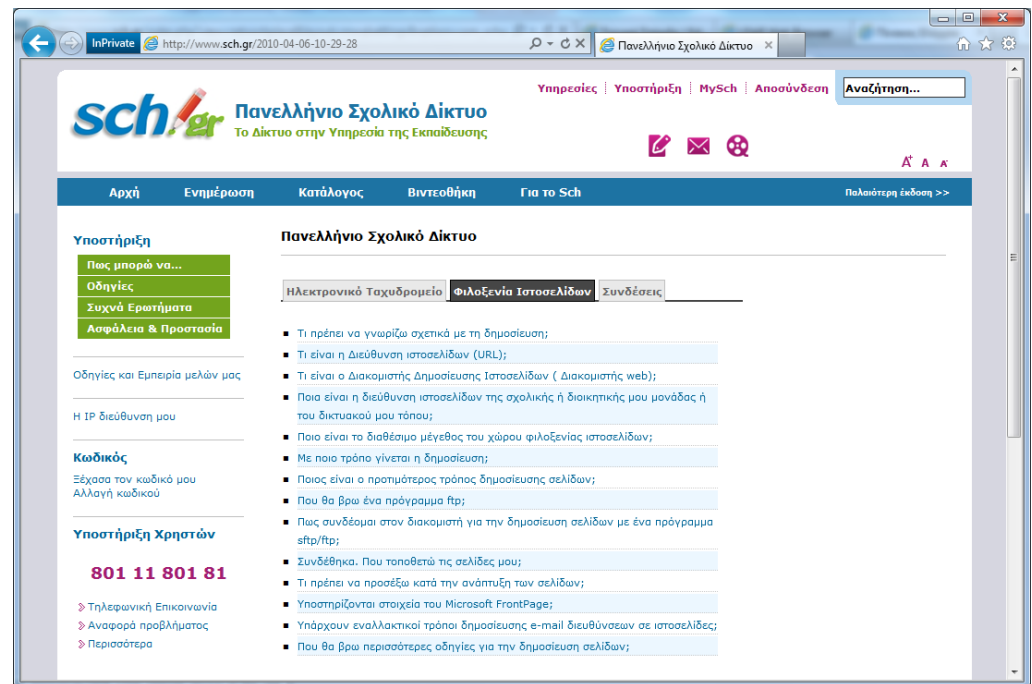 InPrivate http://www.sch.gr/2010-04-06-10-29-28 Πανελλήνιο Σχολικό Δίκτυο
Υπηρεσίες Υποστήριξη MySch Αποσύνδεση Αναζήτηση...
sch.gr
Πανελλήνιο Σχολικό Δίκτυο
Το Δίκτυο στην Υπηρεσία της Εκπαίδευσης
A+ A A-
Αρχή Ενημέρωση Κατάλογος Βιντεοθήκη Για το Sch Παλαιότερη έκδοση >>
Υποστήριξη
Πως μπορώ να...
Οδηγίες
Συχνά Ερωτήματα
Ασφάλεια & Προστασία
Οδηγίες και Εμπειρία μελών μας
Η IP διεύθυνση μου
Κωδικός
Ξέχασα τον κωδικό μου
Αλλαγή κωδικού
Υποστήριξη Χρηστών
801 11 801 81
Τηλεφωνική Επικοινωνία
Αναφορά προβλήματος
Περισσότερα
Πανελλήνιο Σχολικό Δίκτυο
Ηλεκτρονικό Ταχυδρομείο Φιλοξενία Ιστοσελίδων Συνδέσεις
Τι πρέπει να γνωρίζω σχετικά με τη δημοσίευση;
Τι είναι η Διεύθυνση ιστοσελίδων (URL);
Τι είναι ο Διακομιστής Δημοσίευσης Ιστοσελίδων ( Διακομιστής web);
Ποια είναι η διεύθυνση ιστοσελίδων της σχολικής ή διοικητικής μου μονάδας ή
του δικτυακού μου τόπου;
Ποιο είναι το διαθέσιμο μέγεθος του χώρου φιλοξενίας ιστοσελίδων;
Με ποιο τρόπο γίνεται η δημοσίευση;
Ποιος είναι ο προτιμότερος τρόπος δημοσίευσης σελίδων;
Που θα βρω ένα πρόγραμμα ftp;
Πως συνδέομαι στον διακομιστή για την δημοσίευση σελίδων με ένα πρόγραμμα
sftp/ftp;
Συνδέθηκα. Που τοποθετώ τις σελίδες μου;
Τι πρέπει να προσέξω κατά την ανάπτυξη των σελίδων;
Υποστηρίζονται στοιχεία του Microsoft FrontPage;
Υπάρχουν εναλλακτικοί τρόποι δημοσίευσης e-mail διευθύνσεων σε ιστοσελίδες;
Που θα βρω περισσότερες οδηγίες για την δημοσίευση σελίδων;